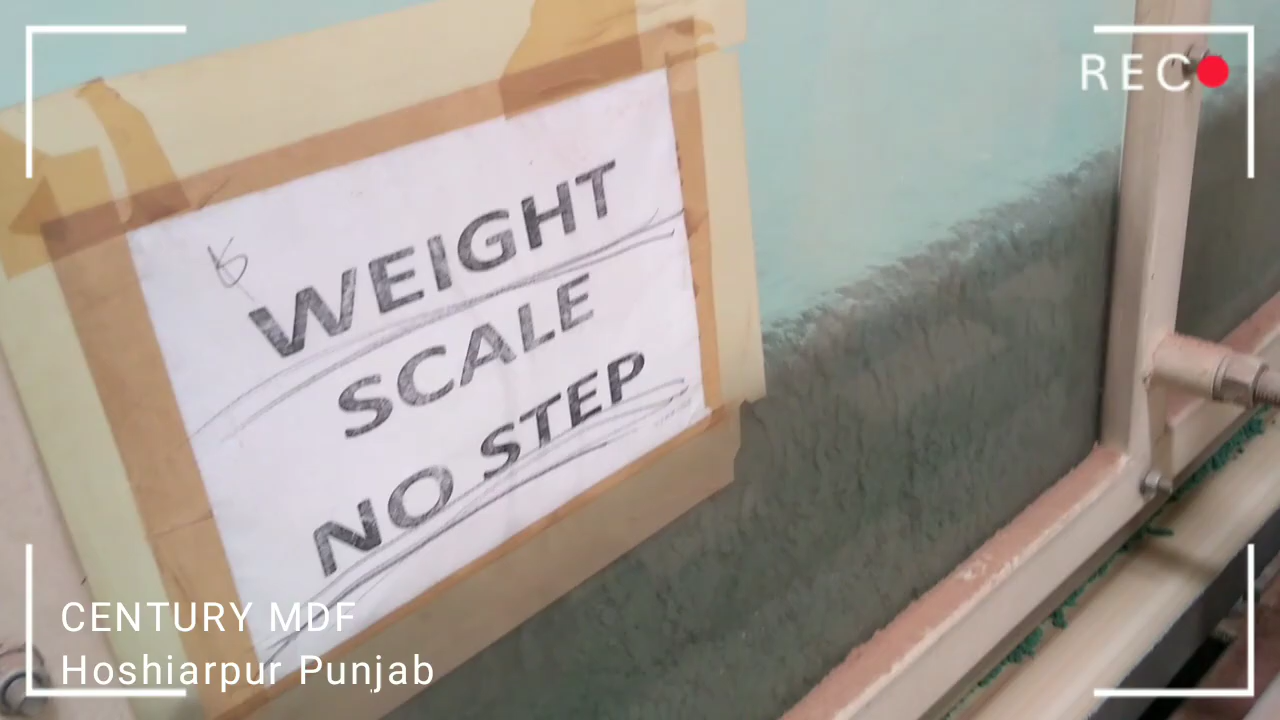 REC
WEIGHT
SCALE
NO STEP
CENTURY MDF
Hoshiarpur Punjab